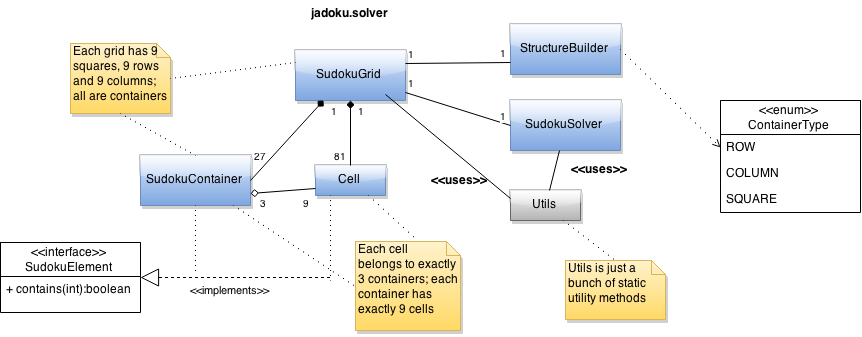 jadoku.solver
Each grid has 9
squares, 9 rows
and 9 columns;
all are containers
SudokuGrid
1
1
StructureBuilder
1
1
SudokuSolver
1
1
<<enum>>
ContainerType
ROW
COLUMN
SQUARE
27
81
SudokuContainer
Cell
3
9
<<uses>>
<<uses>>
Utils
<<interface>>
SudokuElement
+ contains(int):boolean
<<implements>>
Each cell
belongs to exactly
3 containers; each
container has
exactly 9 cells
Utils is just a
bunch of static
utility methods